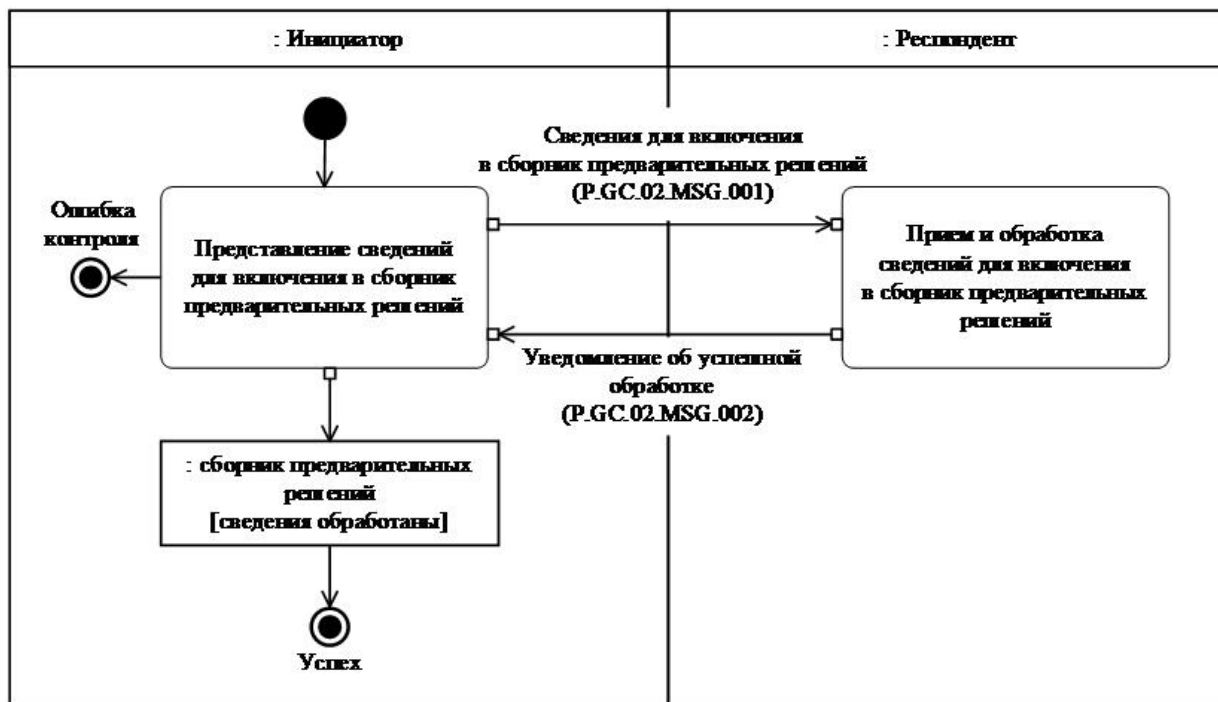 : Инициатор
: Респондент
Сведения для включения
в сборник предварительных решений
(P.GC.02.MSG.001)
Ошибка
контроля
Представление сведений
для включения в сборник
предварительных решений
Прием и обработка
сведений для включения
в сборник предварительных
решений
Уведомление об успешной
обработке
(P.GC.02.MSG.002)
: сборник предварительных
решений
[сведения обработаны]
Успех